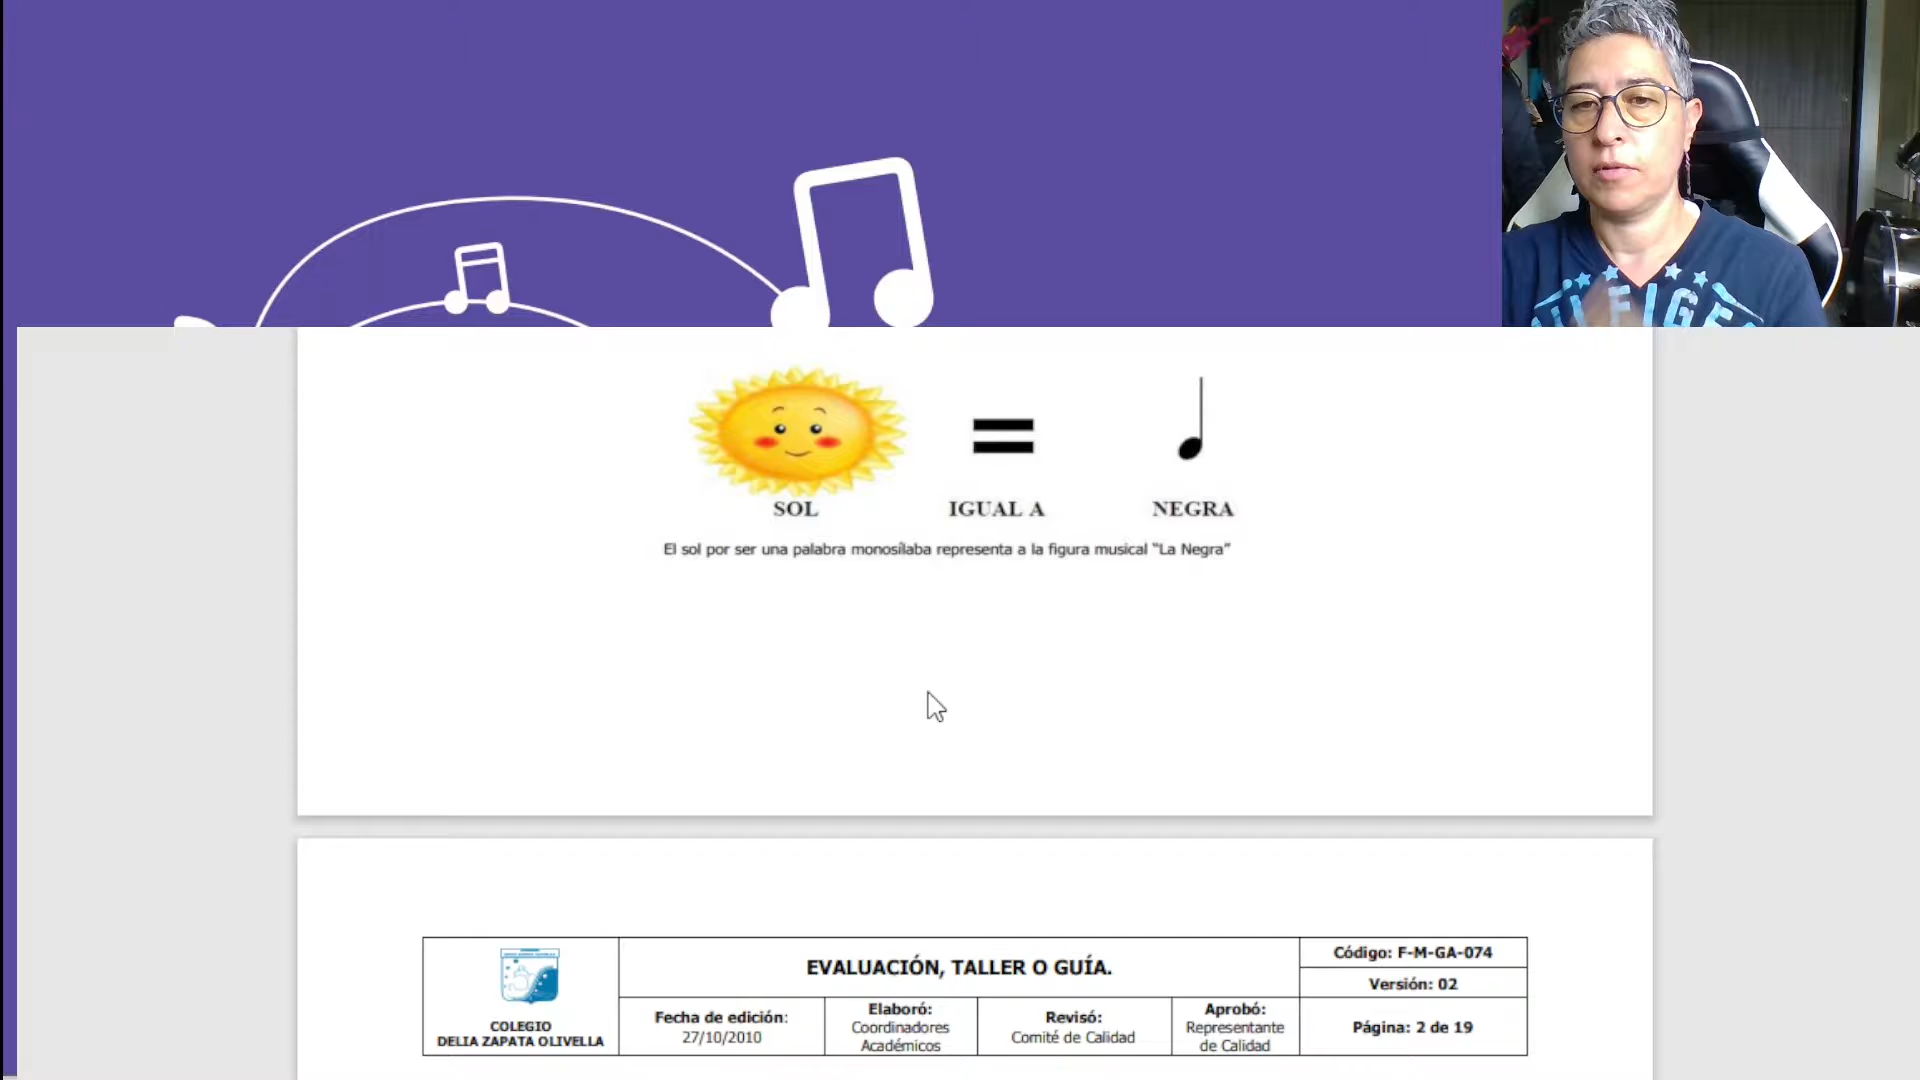 SOL
IGUAL A
NEGRA
El sol por ser una palabra monosílaba representa a la figura musical “La Negra”
COLEGIO
DELIA ZAPATA OLIVELLA
EVALUACIÓN, TALLER O GUÍA.
Código: F-M-GA-074
Versión: 02
Fecha de edición:
27/10/2010
Elaboró:
Coordinadores
Académicos
Revisó:
Comité de Calidad
Aprobó:
Representante
de Calidad
Página: 2 de 19